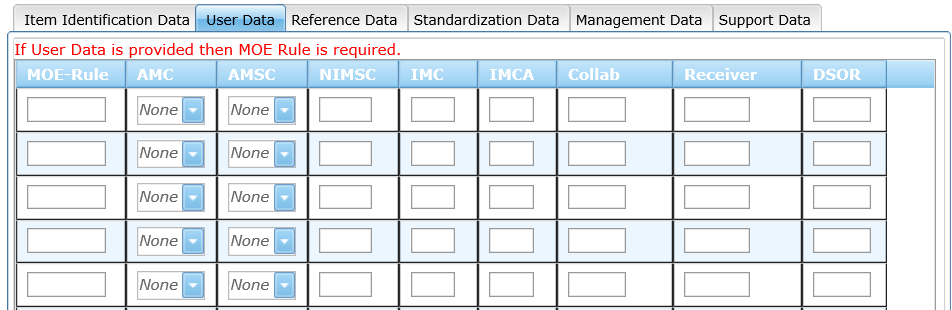 Item Identification Data User Data Reference Data Standardization Data Management Data Support Data
If User Data is provided then MOE Rule is required.
MOE-Rule AMC AMSC NIMSC IMC IMCA Collab Receiver DSOR
None None
None None
None None
None None
None None